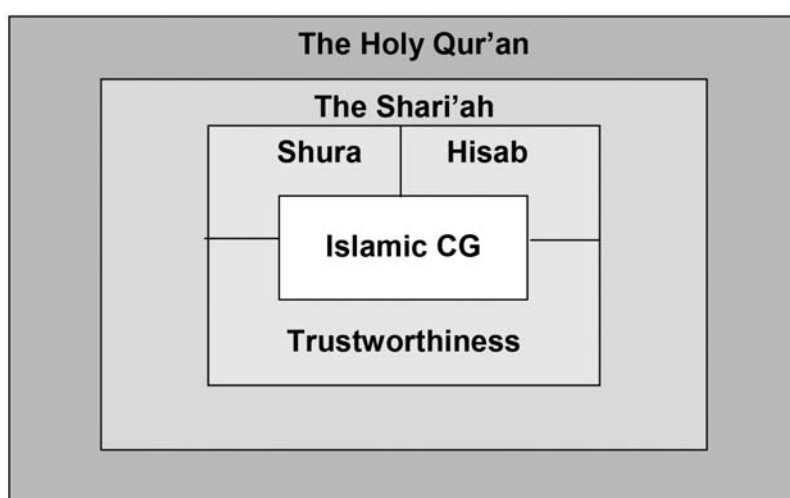 The Holy Qur’an
The Shari’ah
Shura
Hisab
Islamic CG
Trustworthiness